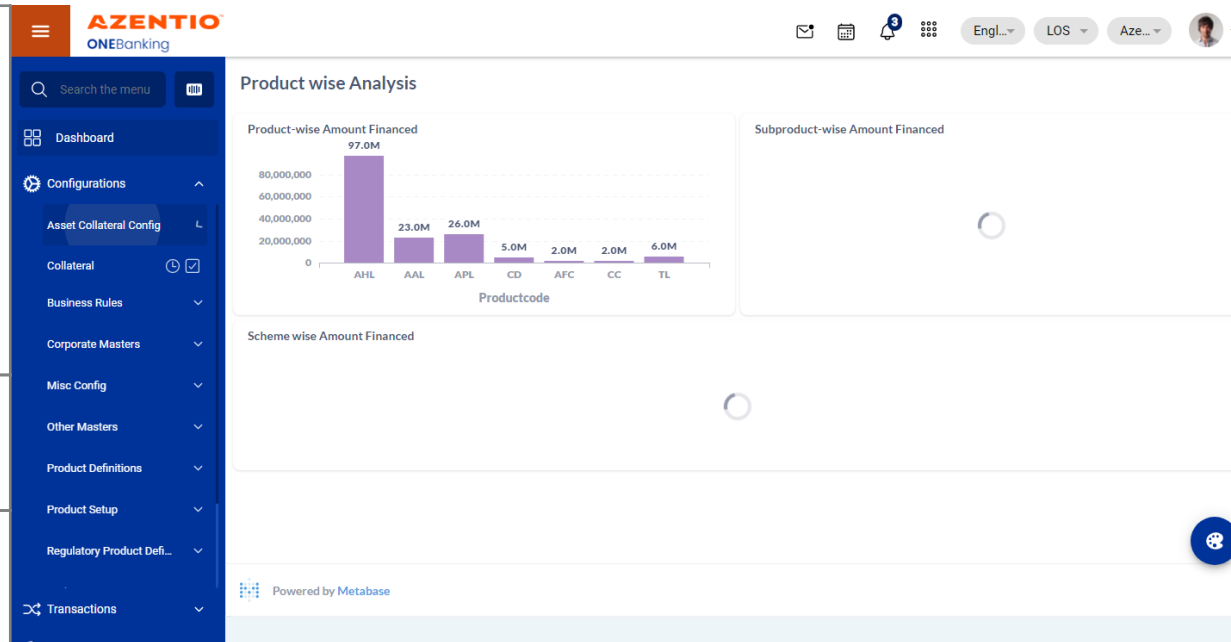 AZENTIO
ONEBanking
3
Engl...
LOS
Aze...
Search the menu
Dashboard
Configurations
Asset Collateral Config
Collateral
Business Rules
Corporate Masters
Misc Config
Other Masters
Product Definitions
Product Setup
Regulatory Product Defi...
Transactions
Product wise Analysis
Product-wise Amount Financed
97.0M
80,000,000
60,000,000
40,000,000
20,000,000
0
23.0M
26.0M
5.0M
2.0M
2.0M
6.0M
AHL
AAL
APL
CD
AFC
CC
TL
Productcode
Subproduct-wise Amount Financed
Scheme wise Amount Financed
Powered by Metabase